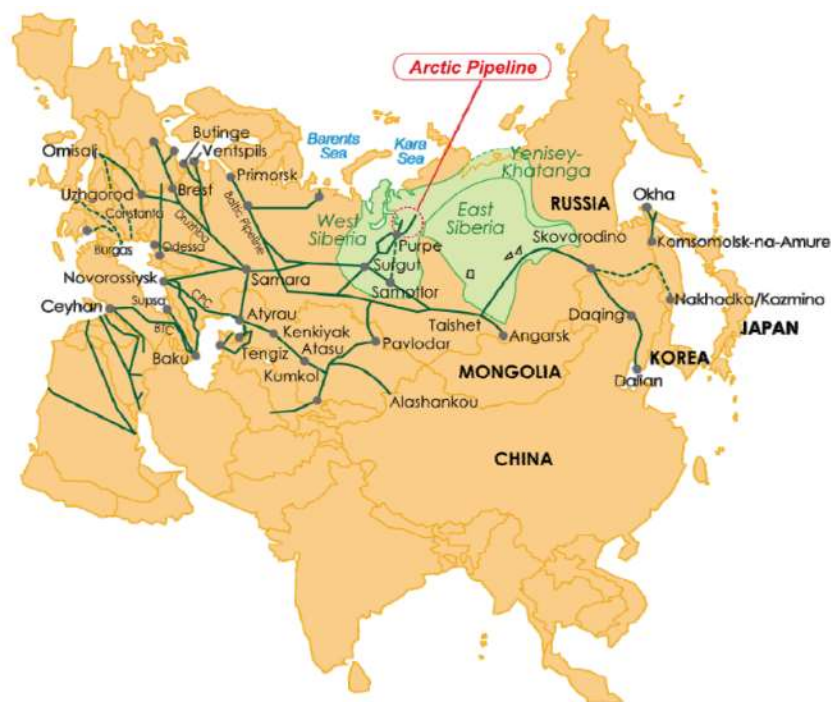 Arctic Pipeline
Barents
Sea
Kara
Sea
Butinge
Ventspils
Omisalj
Primorsk
Yenisey-
Khatanga
Uzhgorod
Brest
Constanta
Druzhba
Baltic Pipeline
West
Siberia
East
Siberia
RUSSIA
Okha
Burgas
Odessa
Purpe
Skovorodino
Komsomolsk-na-Amure
Surgut
Novorossiysk
Samara
Samotlor
Nakhadka/Kozmino
Ceyhan
Supsa
CPC
Atyrau
Taishet
Angarsk
Daqing
JAPAN
BTC
Kenkiyak
Baku
Tengiz
Atasu
Pavlodar
KOREA
Kumkol
MONGOLIA
Dalian
Alashankou
CHINA